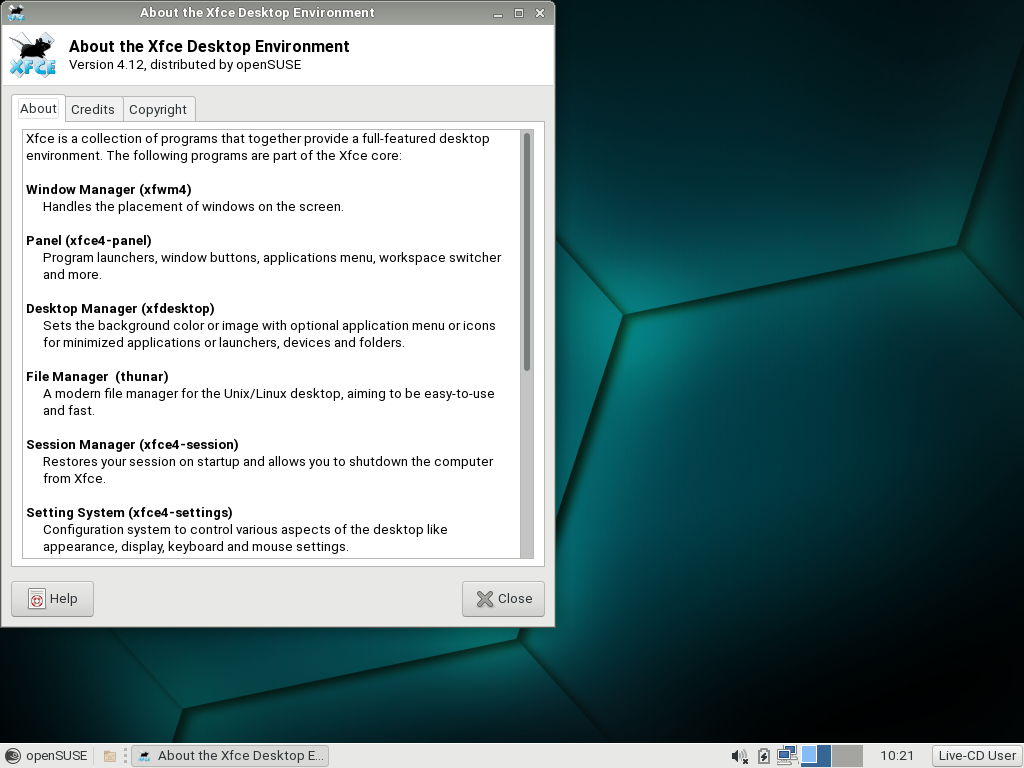 About the Xfce Desktop Environment
XFCE
About the Xfce Desktop Environment
Version 4.12, distributed by openSUSE
About Credits Copyright
Xfce is a collection of programs that together provide a full-featured desktop
environment. The following programs are part of the Xfce core:
Window Manager (xfwm4)
Handles the placement of windows on the screen.
Panel (xfce4-panel)
Program launchers, window buttons, applications menu, workspace switcher
and more.
Desktop Manager (xfdesktop)
Sets the background color or image with optional application menu or icons
for minimized applications or launchers, devices and folders.
File Manager  (thunar)
A modern file manager for the Unix/Linux desktop, aiming to be easy-to-use
and fast.
Session Manager (xfce4-session)
Restores your session on startup and allows you to shutdown the computer
from Xfce.
Setting System (xfce4-settings)
Configuration system to control various aspects of the desktop like
appearance, display, keyboard and mouse settings.
Help Close
openSUSE About the Xfce Desktop E... 10:21 Live-CD User